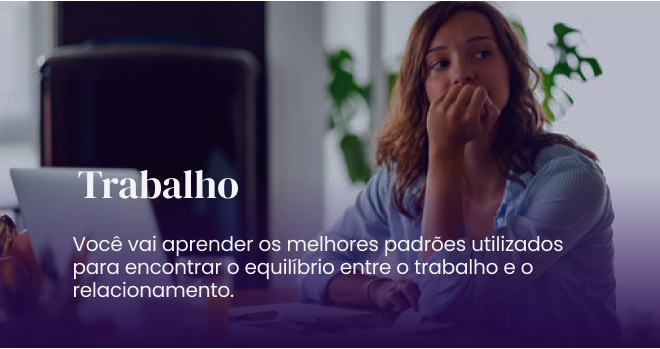 Trabalho
Você vai aprender os melhores padrões utilizados
para encontrar o equilíbrio entre o trabalho e o
relacionamento.